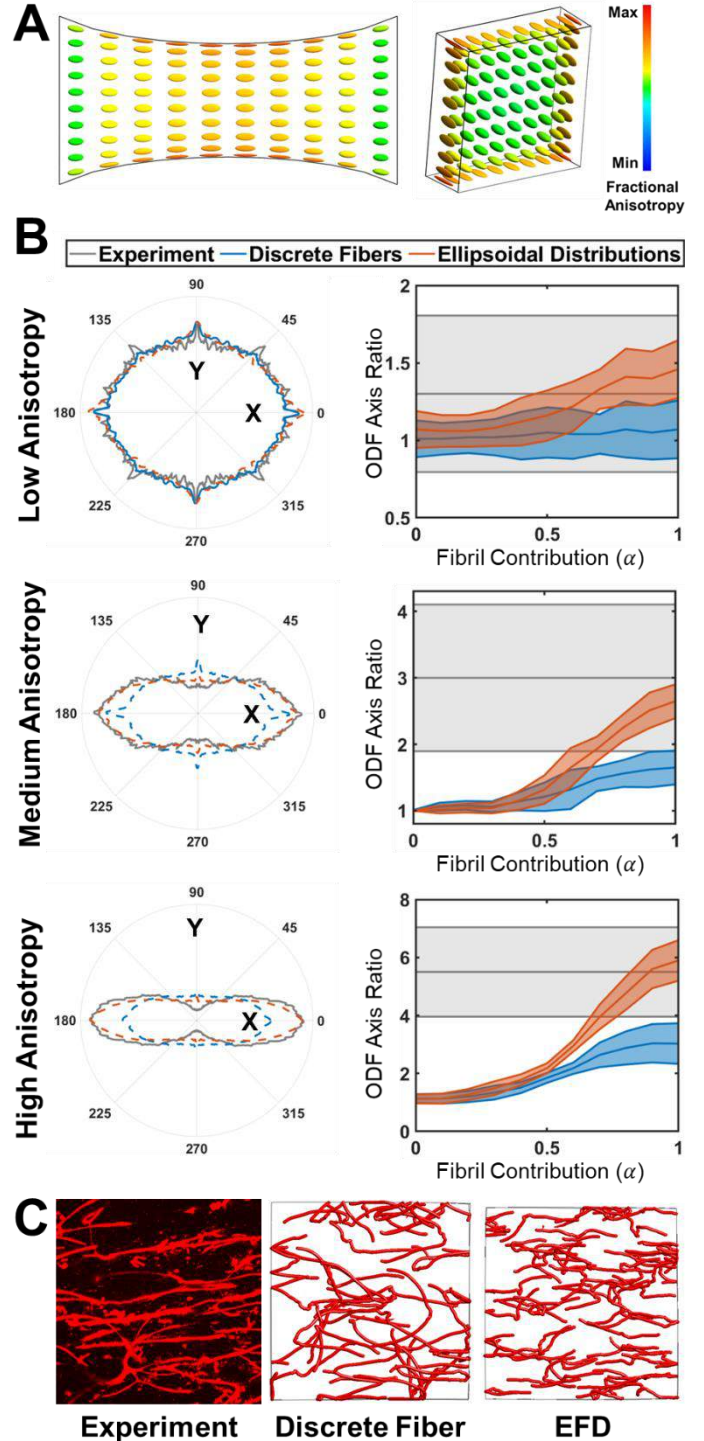 A
Max
Min
Fractional
Anisotropy
B
Experiment Discrete Fibers Ellipsoidal Distributions
Low Anisotropy
90
135 45
Y
180 X 0
225 315
270
2
1.5
1
0.5
0 0.5 1
ODF Axis Ratio
Fibril Contribution (α)
Medium Anisotropy
90
135 45
Y
180 X 0
225 315
270
4
3
2
1
0 0.5 1
ODF Axis Ratio
Fibril Contribution (α)
High Anisotropy
90
135 45
Y
180 X 0
225 315
270
8
6
4
2
0
0 0.5 1
ODF Axis Ratio
Fibril Contribution (α)
C
Experiment Discrete Fiber EFD